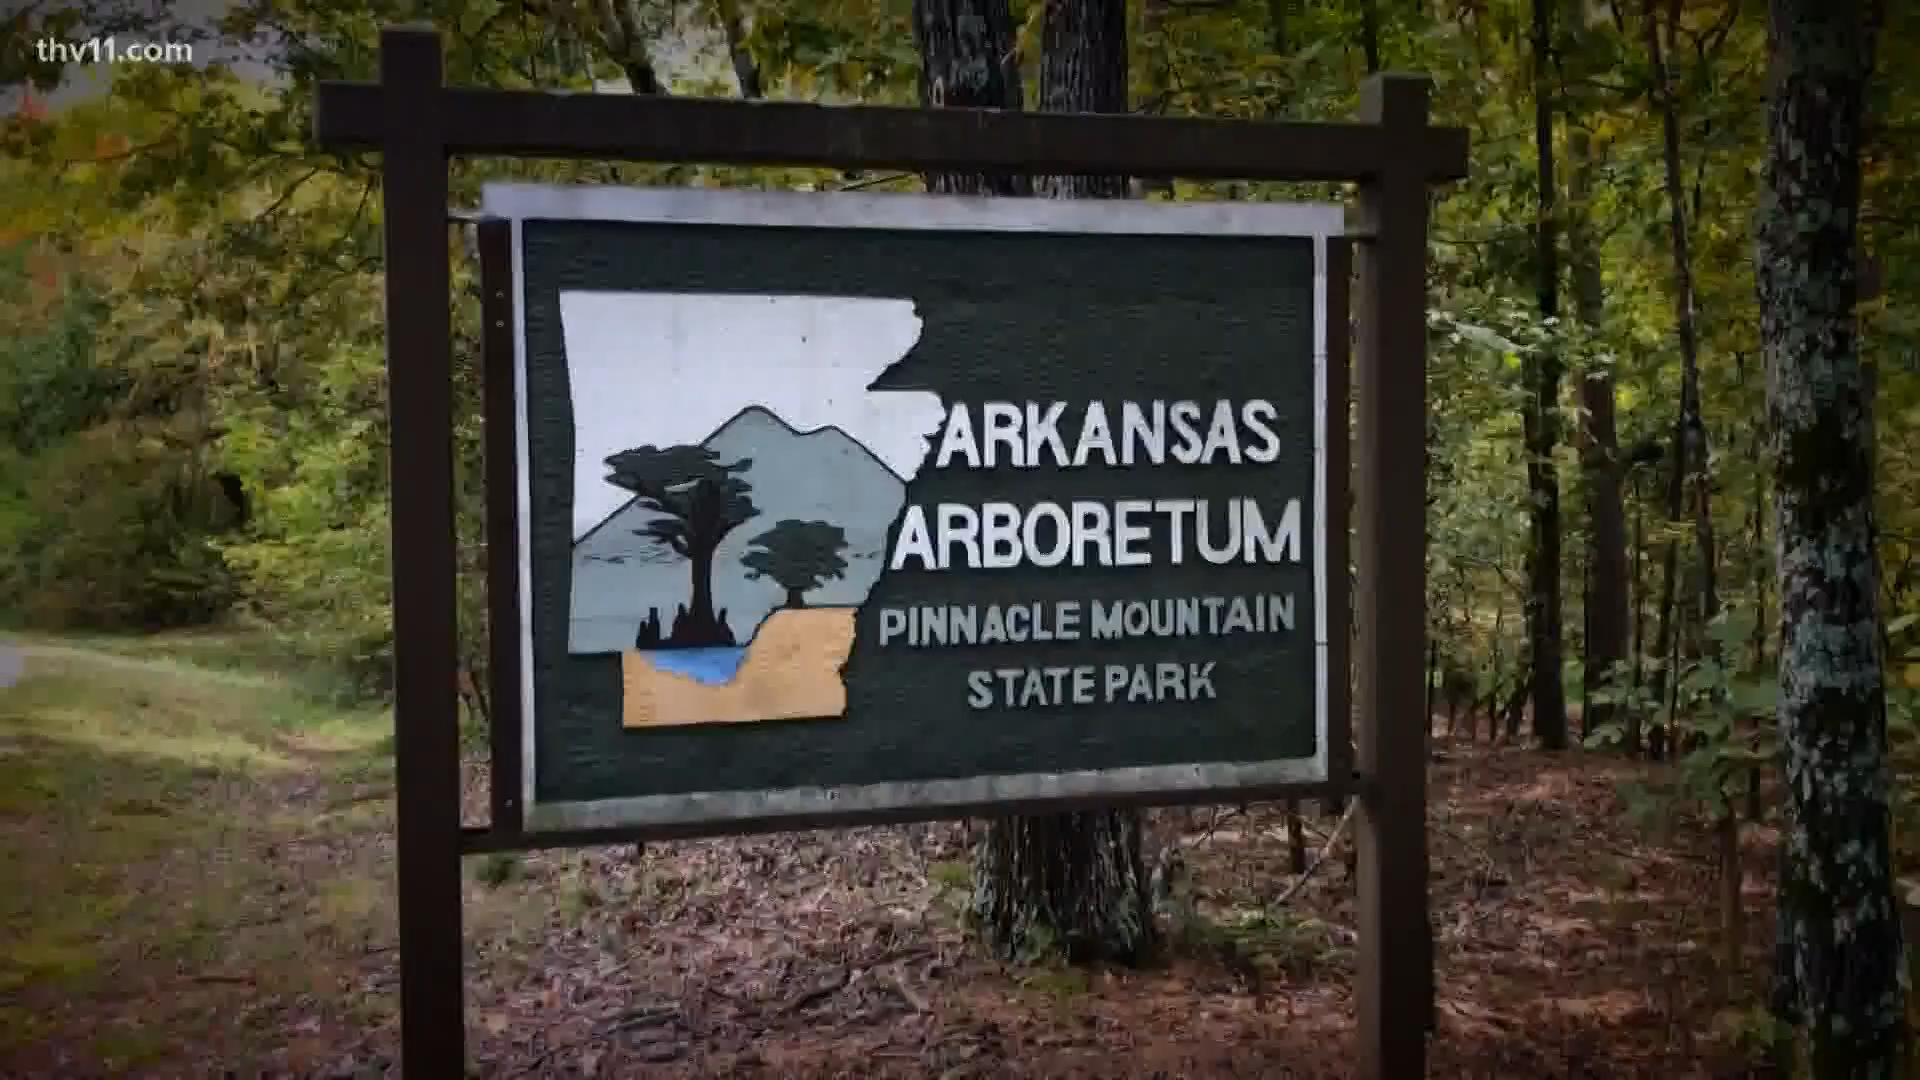 thv11.com
ARKANSAS
ARBORETUM
PINNACLE MOUNTAIN
STATE PARK